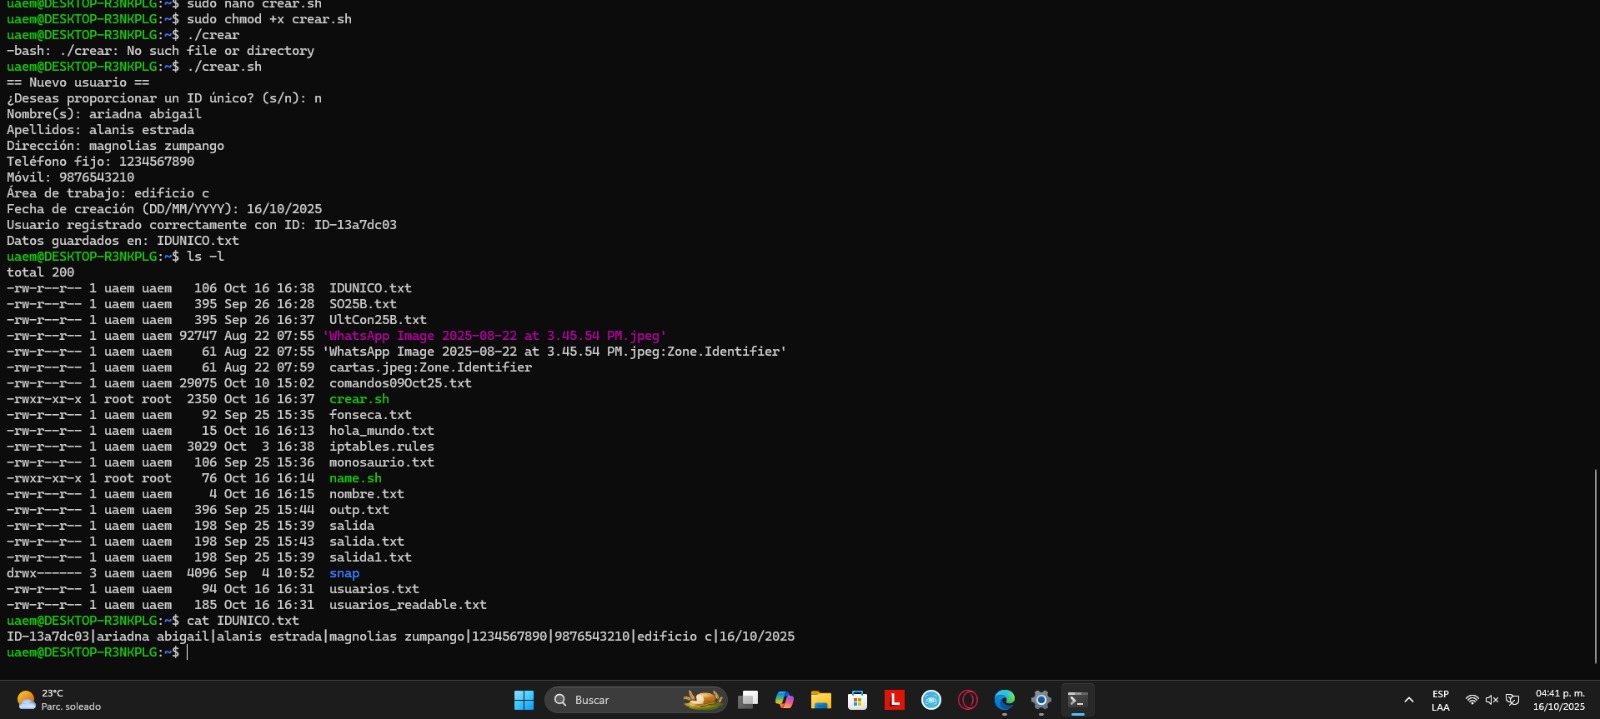 uaem@DESKTOP-R3NKPLG:~$ sudo nano crear.sh
uaem@DESKTOP-R3NKPLG:~$ sudo chmod +x crear.sh
uaem@DESKTOP-R3NKPLG:~$ ./crear
-bash: ./crear: No such file or directory
uaem@DESKTOP-R3NKPLG:~$ ./crear.sh
== Nuevo usuario ==
¿Deseas proporcionar un ID único? (s/n): n
Nombre(s): ariadna abigail
Apellidos: alanis estrada
Dirección: magnolias zumpango
Teléfono fijo: 1234567890
Móvil: 9876543210
Área de trabajo: edificio c
Fecha de creación (DD/MM/YYYY): 16/10/2025
Usuario registrado correctamente con ID: ID-13a7dc03
Datos guardados en: IDUNICO.txt
uaem@DESKTOP-R3NKPLG:~$ ls -l
total 200
-rw-r--r-- 1 uaem uaem   106 Oct 16 16:38  IDUNICO.txt
-rw-r--r-- 1 uaem uaem   395 Sep 26 16:28  SO25B.txt
-rw-r--r-- 1 uaem uaem   395 Sep 26 16:37  UltCon25B.txt
-rw-r--r-- 1 uaem uaem 92747 Aug 22 07:55 'WhatsApp Image 2025-08-22 at 3.45.54 PM.jpeg'
-rw-r--r-- 1 uaem uaem    61 Aug 22 07:55 'WhatsApp Image 2025-08-22 at 3.45.54 PM.jpeg:Zone.Identifier'
-rw-r--r-- 1 uaem uaem    61 Aug 22 07:59  cartas.jpeg:Zone.Identifier
-rw-r--r-- 1 uaem uaem 29075 Oct 10 15:02  comandos09Oct25.txt
-rwxr-xr-x 1 root root  2350 Oct 16 16:37  crear.sh
-rw-r--r-- 1 uaem uaem    92 Sep 25 15:35  fonseca.txt
-rw-r--r-- 1 uaem uaem    15 Oct 16 16:13  hola_mundo.txt
-rw-r--r-- 1 uaem uaem  3029 Oct  3 16:38  iptables.rules
-rw-r--r-- 1 uaem uaem   106 Sep 25 15:36  monosaurio.txt
-rwxr-xr-x 1 root root    76 Oct 16 16:14  name.sh
-rw-r--r-- 1 uaem uaem     4 Oct 16 16:15  nombre.txt
-rw-r--r-- 1 uaem uaem   396 Sep 25 15:44  outp.txt
-rw-r--r-- 1 uaem uaem   198 Sep 25 15:39  salida
-rw-r--r-- 1 uaem uaem   198 Sep 25 15:43  salida.txt
-rw-r--r-- 1 uaem uaem   198 Sep 25 15:39  salida1.txt
drwx------ 3 uaem uaem  4096 Sep  4 10:52  snap
-rw-r--r-- 1 uaem uaem    94 Oct 16 16:31  usuarios.txt
-rw-r--r-- 1 uaem uaem   185 Oct 16 16:31  usuarios_readable.txt
uaem@DESKTOP-R3NKPLG:~$ cat IDUNICO.txt
ID-13a7dc03|ariadna abigail|alanis estrada|magnolias zumpango|1234567890|9876543210|edificio c|16/10/2025
uaem@DESKTOP-R3NKPLG:~$
23°C
Parc. soleado
Buscar
L
ESP
LAA
04:41 p. m.
16/10/2025